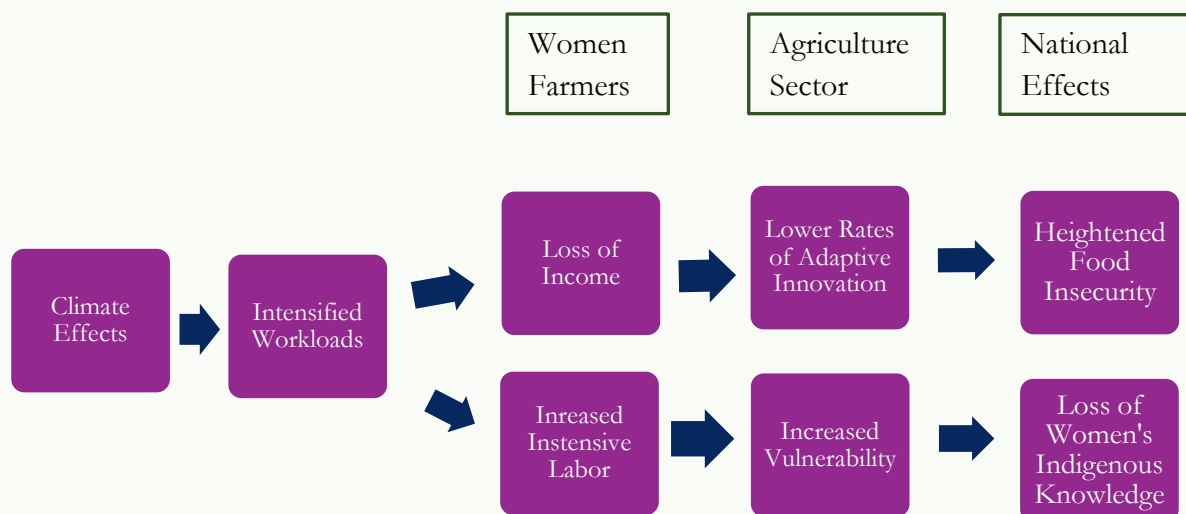 Women
Farmers
Agriculture
Sector
National
Effects
Climate
Effects
Intensified
Workloads
Loss of
Income
Lower Rates
of Adaptive
Innovation
Heightened
Food
Insecurity
Inreased
Instensive
Labor
Increased
Vulnerability
Loss of
Women's
Indigenous
Knowledge